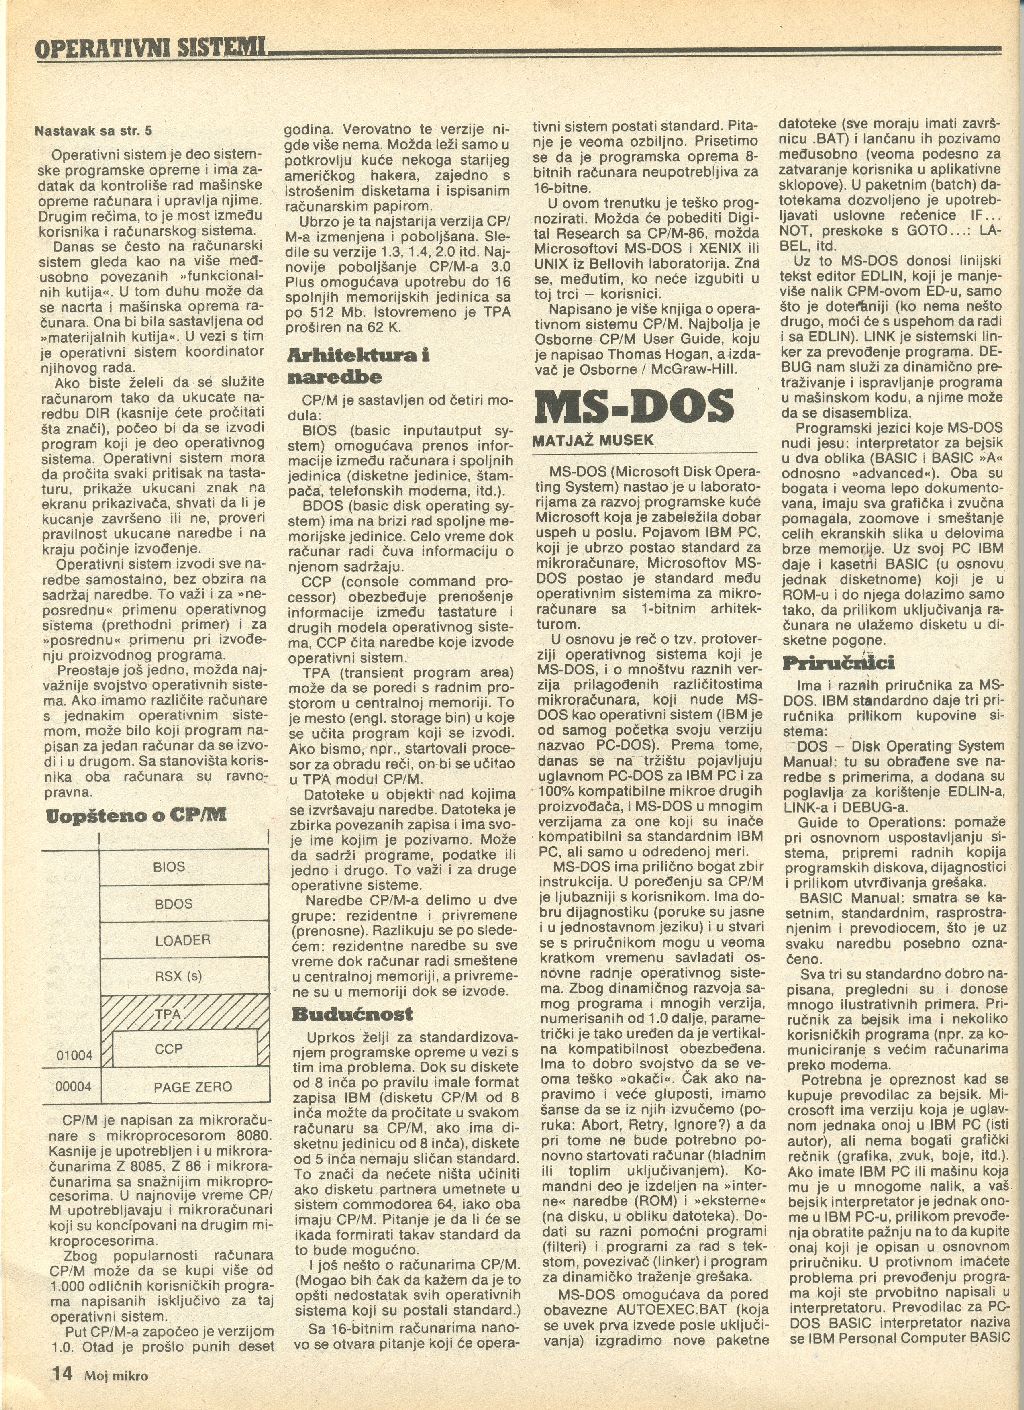 OPERATIVNI SISTEMI
Nastavak sa str. 5
Operativni sistem je deo sistem-
ske programske opreme i ima za-
datak da kontroliše rad mašinske
opreme računara i upravlja njime.
Drugim rečima, to je most između
korisnika i računarskog sistema.
Danas se često na računarski
sistem gleda kao na više međ-
usobno povezanih »funkcional-
nih kutija«. U tom duhu može da
se nacrta i mašinska oprema ra-
čunara. Ona bi bila sastavljena od
»materijalnih kutija«. U vezi s tim
je operativni sistem koordinator
njihovog rada.
Ako biste želeli da se služite
računarom tako da ukucate na-
redbu DIR (kasnije ćete pročitati
šta znači), počeo bi da se izvodi
program koji je deo operativnog
sistema. Operativni sistem mora
da pročita svaki pritisak na tasta-
turu, prikaže ukucani znak na
ekranu prikazivača, shvati da li je
kucanje završeno ili ne, proveri
pravilnost ukucane naredbe i na
kraju počinje izvođenje.
Operativni sistem izvodi sve na-
redbe samostalno, bez obzira na
sadržaj naredbe. To važi i za »ne-
posrednu« primenu operativnog
sistema (prethodni primer) i za
»posrednu« primenu pri izvođe-
nju proizvodnog programa.
Preostaje još jedno, možda naj-
važnije svojstvo operativnih siste-
ma. Ako imamo različite računare
s jednakim operativnim siste-
mom, može bilo koji program na-
pisan za jedan računar da se izvo-
di i u drugom. Sa stanovišta koris-
nika oba računara su ravno-
pravna.
Uopšteno o CP/M
BIOS
BDOS
LOADER
RSX (s)
TPA
01004 CCP
00004 PAGE ZERO
CP/M je napisan za mikroraču-
nare s mikroprocesorom 8080.
Kasnije je upotrebljen i u mikrora-
čunarima Z 8085, Z 86 i mikrora-
čunarima sa snažnijim mikropro-
cesorima. U najnovije vreme CP/
M upotrebljavaju i mikroračunari
koji su koncipovani na drugim mi-
kroprocesorima.
Zbog popularnosti računara
CP/M može da se kupi više od
1.000 odličnih korisničkih progra-
ma napisanih isključivo za taj
operativni sistem.
Put CP/M-a započeo je verzijom
1.0. Otad je prošlo punih deset
godina. Verovatno te verzije ni-
gde više nema. Možda leži samo u
potkrovlju kuće nekoga starijeg
američkog hakera, zajedno s
istrošenim disketama i ispisanim
računarskim papirom.
Ubrzo je ta najstarija verzija CP/
M-a izmenjena i poboljšana. Sle-
dile su verzije 1.3, 1.4, 2.0 itd. Naj-
novije poboljšanje CP/M-a 3.0
Plus omogućava upotrebu do 16
spolnjih memorijskih jedinica sa
po 512 Mb. Istovremeno je TPA
proširen na 62 K.
Arhitektura i
naredbe
CP/M je sastavljen od četiri mo-
dula:
BIOS (basic inputautput sy-
stem) omogućava prenos infor-
macije između računara i spoljnih
jedinica (disketne jedinice, štam-
pača, telefonskih modema, itd.).
BDOS (basic disk operating sy-
stem) ima na brizi rad spoljne me-
morijske jedinice. Celo vreme dok
računar radi čuva informaciju o
njenom sadržaju.
CCP (console command pro-
cessor) obezbeđuje prenošenje
informacije između tastature i
drugih modela operativnog siste-
ma, CCP čita naredbe koje izvode
operativni sistem.
TPA (transient program area)
može da se poredi s radnim pro-
storom u centralnoj memoriji. To
je mesto (engl. storage bin) u koje
se učita program koji se izvodi.
Ako bismo, npr., startovali proce-
sor za obradu reči, on bi se učitao
u TPA modul CP/M.
Datoteke u objekti nad kojima
se izvršavaju naredbe. Datoteka je
zbirka povezanih zapisa i ima svo-
je ime kojim je pozivamo. Može
da sadrži programe, podatke ili
jedno i drugo. To važi i za druge
operativne sisteme.
Naredbe CP/M-a delimo u dve
grupe: rezidentne i privremene
(prenosne). Razlikuju se po slede-
ćem: rezidentne naredbe su sve
vreme dok računar radi smeštene
u centralnoj memoriji, a privreme-
ne su u memoriji dok se izvode.
Budućnost
Uprkos želji za standardizova-
njem programske opreme u vezi s
tim ima problema. Dok su diskete
od 8 inča po pravilu imale format
zapisa IBM (disketu CP/M od 8
inča možte da pročitate u svakom
računaru sa CP/M, ako ima di-
sketnu jedinicu od 8 inča), diskete
od 5 inča nemaju sličan standard.
To znači da nećete ništa učiniti
ako disketu partnera umetnete u
sistem commodorea 64, iako oba
imaju CP/M. Pitanje je da li će se
ikada formirati takav standard da
to bude mogućno.
I još nešto o računarima CP/M.
(Mogao bih čak da kažem da je to
opšti nedostatak svih operativnih
sistema koji su postali standard.)
Sa 16-bitnim računarima nano-
vo se otvara pitanje koji će opera-
tivni sistem postati standard. Pita-
nje je veoma ozbiljno. Prisetimo
se da je programska oprema 8-
bitnih računara neupotrebljiva za
16-bitne.
U ovom trenutku je teško prog-
nozirati. Možda će pobediti Digi-
tal Research sa CP/M-86, možda
Microsoftovi MS-DOS i XENIX ili
UNIX iz Bellovih laboratorija. Zna
se, međutim, ko neće izgubiti u
toj trci — korisnici.
Napisano je više knjiga o opera-
tivnom sistemu CP/M. Najbolja je
Osborne CP/M User Guide, koju
je napisao Thomas Hogan, a izda-
vač je Osborne / McGraw-Hill.
MS-DOS
MATJAŽ MUSEK
MS-DOS (Microsoft Disk Opera-
ting System) nastao je u laborato-
rijama za razvoj programske kuće
Microsoft koja je zabeležila dobar
uspeh u poslu. Pojavom IBM PC,
koji je ubrzo postao standard za
mikroračunare, Microsoftov MS-
DOS postao je standard među
operativnim sistemima za mikro-
računare sa 1-bitnim arhitek-
turom.
U osnovu je reč o tzv. protover-
ziji operativnog sistema koji je
MS-DOS, i o mnoštvu raznih ver-
zija prilagođenih različitostima
mikroračunara, koji nude MS-
DOS kao operativni sistem (IBM je
od samog početka svoju verziju
nazvao PC-DOS). Prema tome,
danas se na tržištu pojavljuju
uglavnom PC-DOS za IBM PC i za
100% kompatibilne mikroe drugih
proizvođača, i MS-DOS u mnogim
verzijama za one koji su inače
kompatibilni sa standardnim IBM
PC, ali samo u određenoj meri.
MS-DOS ima prilično bogat zbir
instrukcija. U poređenju sa CP/M
je ljubazniji s korisnikom. Ima do-
bru dijagnostiku (poruke su jasne
i u jednostavnom jeziku) i u stvari
se s priručnikom mogu u veoma
kratkom vremenu savladati os-
novne radnje operativnog siste-
ma. Zbog dinamičnog razvoja sa-
mog programa i mnogih verzija,
numerisanih od 1.0 dalje, parame-
trički je tako uređen da je vertikal-
na kompatibilnost obezbeđena.
Ima to dobro svojstvo da se ve-
oma teško »okači«. Čak ako na-
pravimo i veće gluposti, imamo
šanse da se iz njih izvučemo (po-
ruka: Abort, Retry, Ignore?) a da
pri tome ne bude potrebno po-
novno startovati računar (hladnim
ili toplim uključivanjem). Ko-
mandni deo je izdeljen na »inter-
ne« naredbe (ROM) i »eksterne«
(na disku, u obliku datoteka). Do-
dati su razni pomoćni programi
(filteri) i programi za rad s tek-
stom, povezivač (linker) i program
za dinamičko traženje grešaka.
MS-DOS omogućava da pored
obavezne AUTOEXEC.BAT (koja
se uvek prva izvede posle uključi-
vanja) izgradimo nove paketne
datoteke (sve moraju imati završ-
nicu .BAT) i lančanu ih pozivamo
međusobno (veoma podesno za
zatvaranje korisnika u aplikativne
sklopove). U paketnim (batch) da-
totekama dozvoljeno je upotreb-
ljavati uslovne rečenice IF...
NOT, preskoke s GOTO...: LA-
BEL, itd.
Uz to MS-DOS donosi linijski
tekst editor EDLIN, koji je manje-
više nalik CPM-ovom ED-u, samo
što je doterániji (ko nema nešto
drugo, moći će s uspehom da radi
i sa EDLIN). LINK je sistemski lin-
ker za prevođenje programa. DE-
BUG nam služi za dinamično pre-
traživanje i ispravljanje programa
u mašinskom kodu, a njime može
da se disasembliza.
Programski jezici koje MS-DOS
nudi jesu: interpretator za bejsik
u dva oblika (BASIC i BASIC »A«
odnosno »advanced«). Oba su
bogata i veoma lepo dokumento-
vana, imaju sva grafička i zvučna
pomagala, zoomove i smeštanje
celih ekranskih slika u delovima
brze memorije. Uz svoj PC IBM
daje i kasetni BASIC (u osnovu
jednak disketnome) koji je u
ROM-u i do njega dolazimo samo
tako, da prilikom uključivanja ra-
čunara ne ulažemo disketu u di-
sketne pogone.
Priručnici
Ima i raznih priručnika za MS-
DOS. IBM standardno daje tri pri-
ručnika prilikom kupovine si-
stema:
DOS — Disk Operating System
Manual: tu su obrađene sve na-
redbe s primerima, a dodana su
poglavlja za korištenje EDLIN-a,
LINK-a i DEBUG-a.
Guide to Operations: pomaže
pri osnovnom uspostavljanju si-
stema, pripremi radnih kopija
programskih diskova, dijagnostici
i prilikom utvrđivanja grešaka.
BASIC Manual: smatra se ka-
setnim, standardnim, rasprostra-
njenim i prevodiocem, što je uz
svaku naredbu posebno ozna-
čeno.
Sva tri su standardno dobro na-
pisana, pregledni su i donose
mnogo ilustrativnih primera. Pri-
ručnik za bejsik ima i nekoliko
korisničkih programa (npr. za ko-
municiranje s većim računarima
preko modema.
Potrebna je opreznost kad se
kupuje prevodilac za bejsik. Mi-
crosoft ima verziju koja je uglav-
nom jednaka onoj u IBM PC (isti
autor), ali nema bogati grafički
rečnik (grafika, zvuk, boje, itd.).
Ako imate IBM PC ili mašinu koja
mu je u mnogome nalik, a vaš
bejsik interpretator je jednak ono-
me u IBM PC-u, prilikom prevođe-
nja obratite pažnju na to da kupite
onaj koji je opisan u osnovnom
priručniku. U protivnom imaćete
problema pri prevođenju progra-
ma koji ste prvobitno napisali u
interpretatoru. Prevodilac za PC-
DOS BASIC interpretator naziva
se IBM Personal Computer BASIC
14 Moj mikro